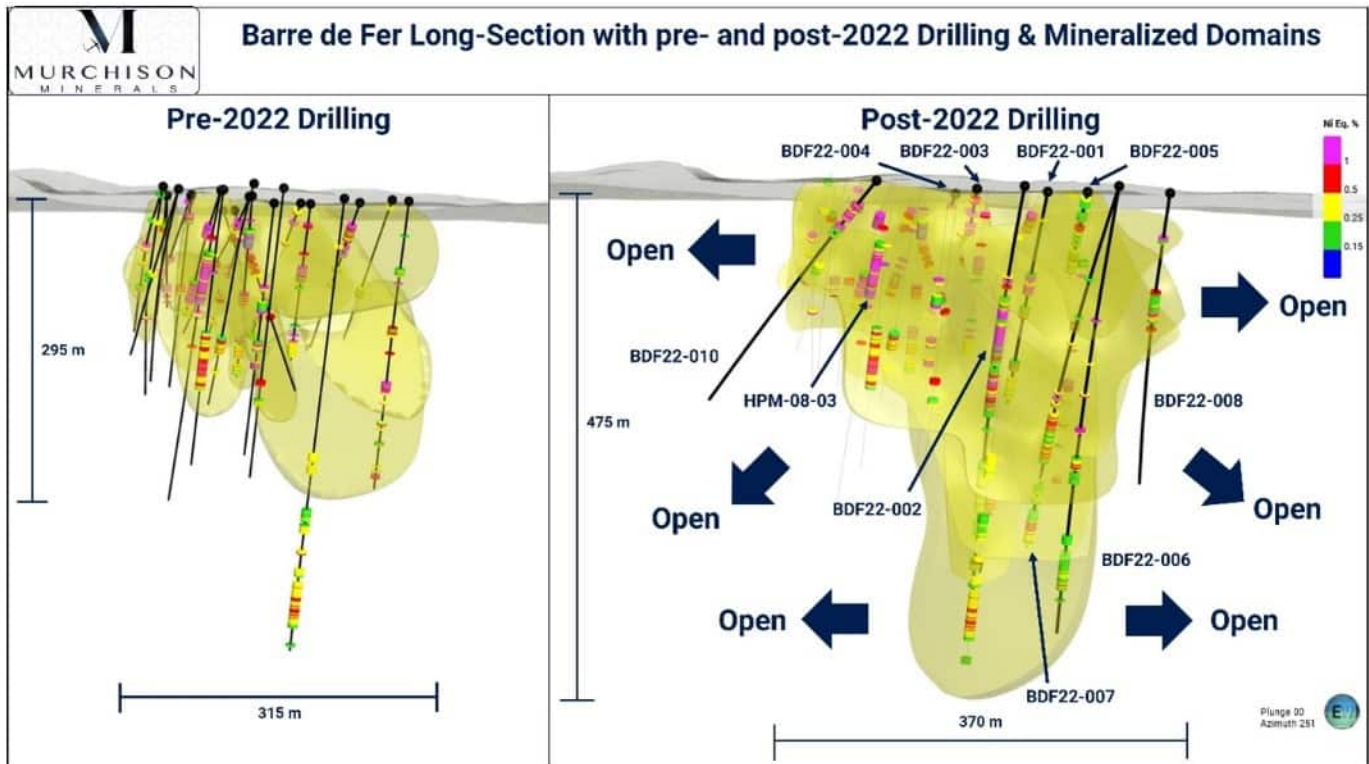 M
MURCHISON
MINERALS
Barre de Fer Long-Section with pre- and post-2022 Drilling & Mineralized Domains
Pre-2022 Drilling
295 m
315 m
Post-2022 Drilling
BDF22-004
BDF22-003
BDF22-001
BDF22-005
Ni Eq. %
1
0.5
0.25
0.15
Open
Open
BDF22-010
HPM-08-03
BDF22-008
475 m
Open
BDF22-002
Open
BDF22-006
Open
Open
BDF22-007
370 m
Plunge 00
Azimuth 251